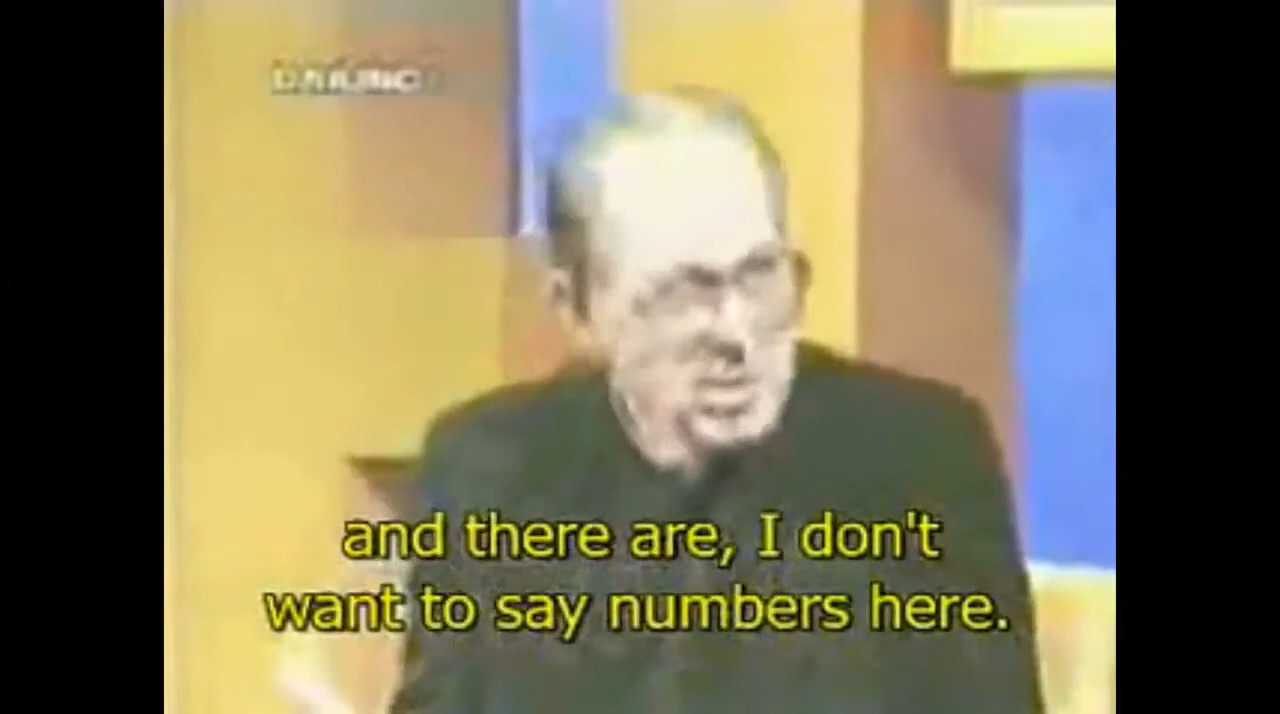 and there are, I don't
want to say numbers here.